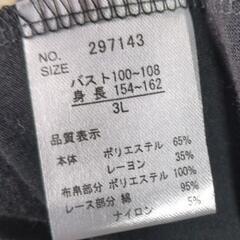 NO. 297143
SIZE
バスト100~108
身長 154~162
3L
品質表示
本体 ポリエステル 65%
レーヨン 35%
布帛部分 ポリエステル 100%
レース部分 綿 95%
ナイロン 5%